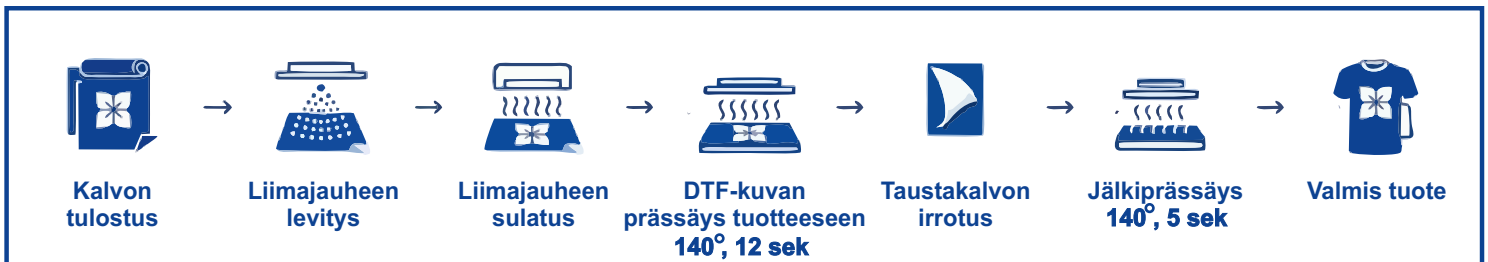 Kalvon
tulostus
Liimajauheen
levitys
Liimajauheen
sulatus
DTF-kuvan
prässäys tuotteeseen
140°, 12 sek
Taustakalvon
irrotus
Jälkiprässäys
140°, 5 sek
Valmis tuote